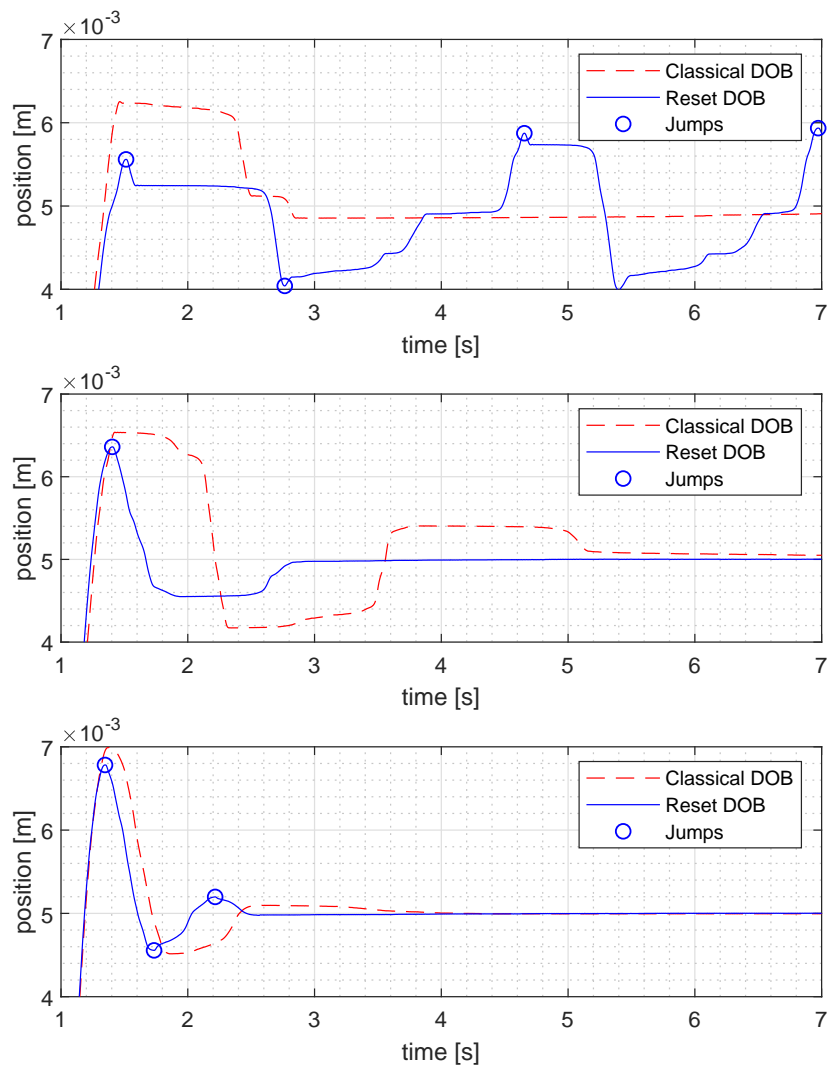 ×10⁻³
7
6
5
4
position [m]
1 2 3 4 5 6 7
time [s]
Classical DOB
Reset DOB
Jumps
×10⁻³
7
6
5
4
position [m]
1 2 3 4 5 6 7
time [s]
Classical DOB
Reset DOB
Jumps
×10⁻³
7
6
5
4
position [m]
1 2 3 4 5 6 7
time [s]
Classical DOB
Reset DOB
Jumps